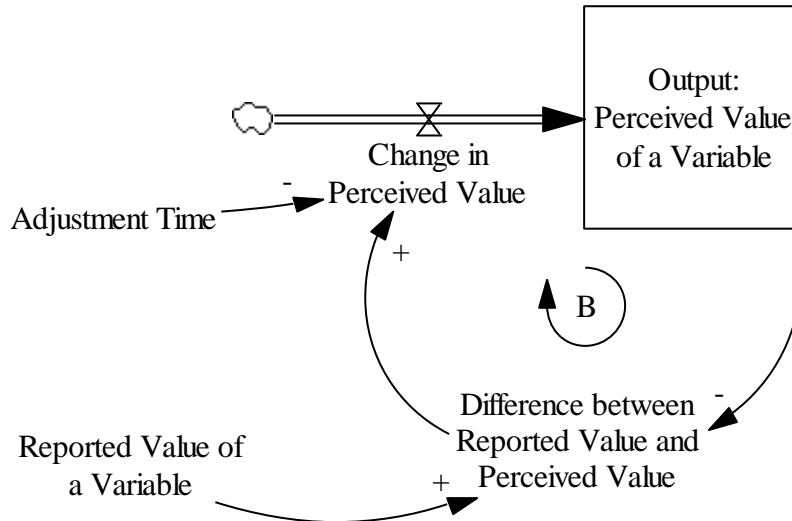 Output:
Perceived Value
of a Variable
Change in
Perceived Value
-
Adjustment Time
+
B
-
Difference between
Reported Value and
Perceived Value
Reported Value of
a Variable
+